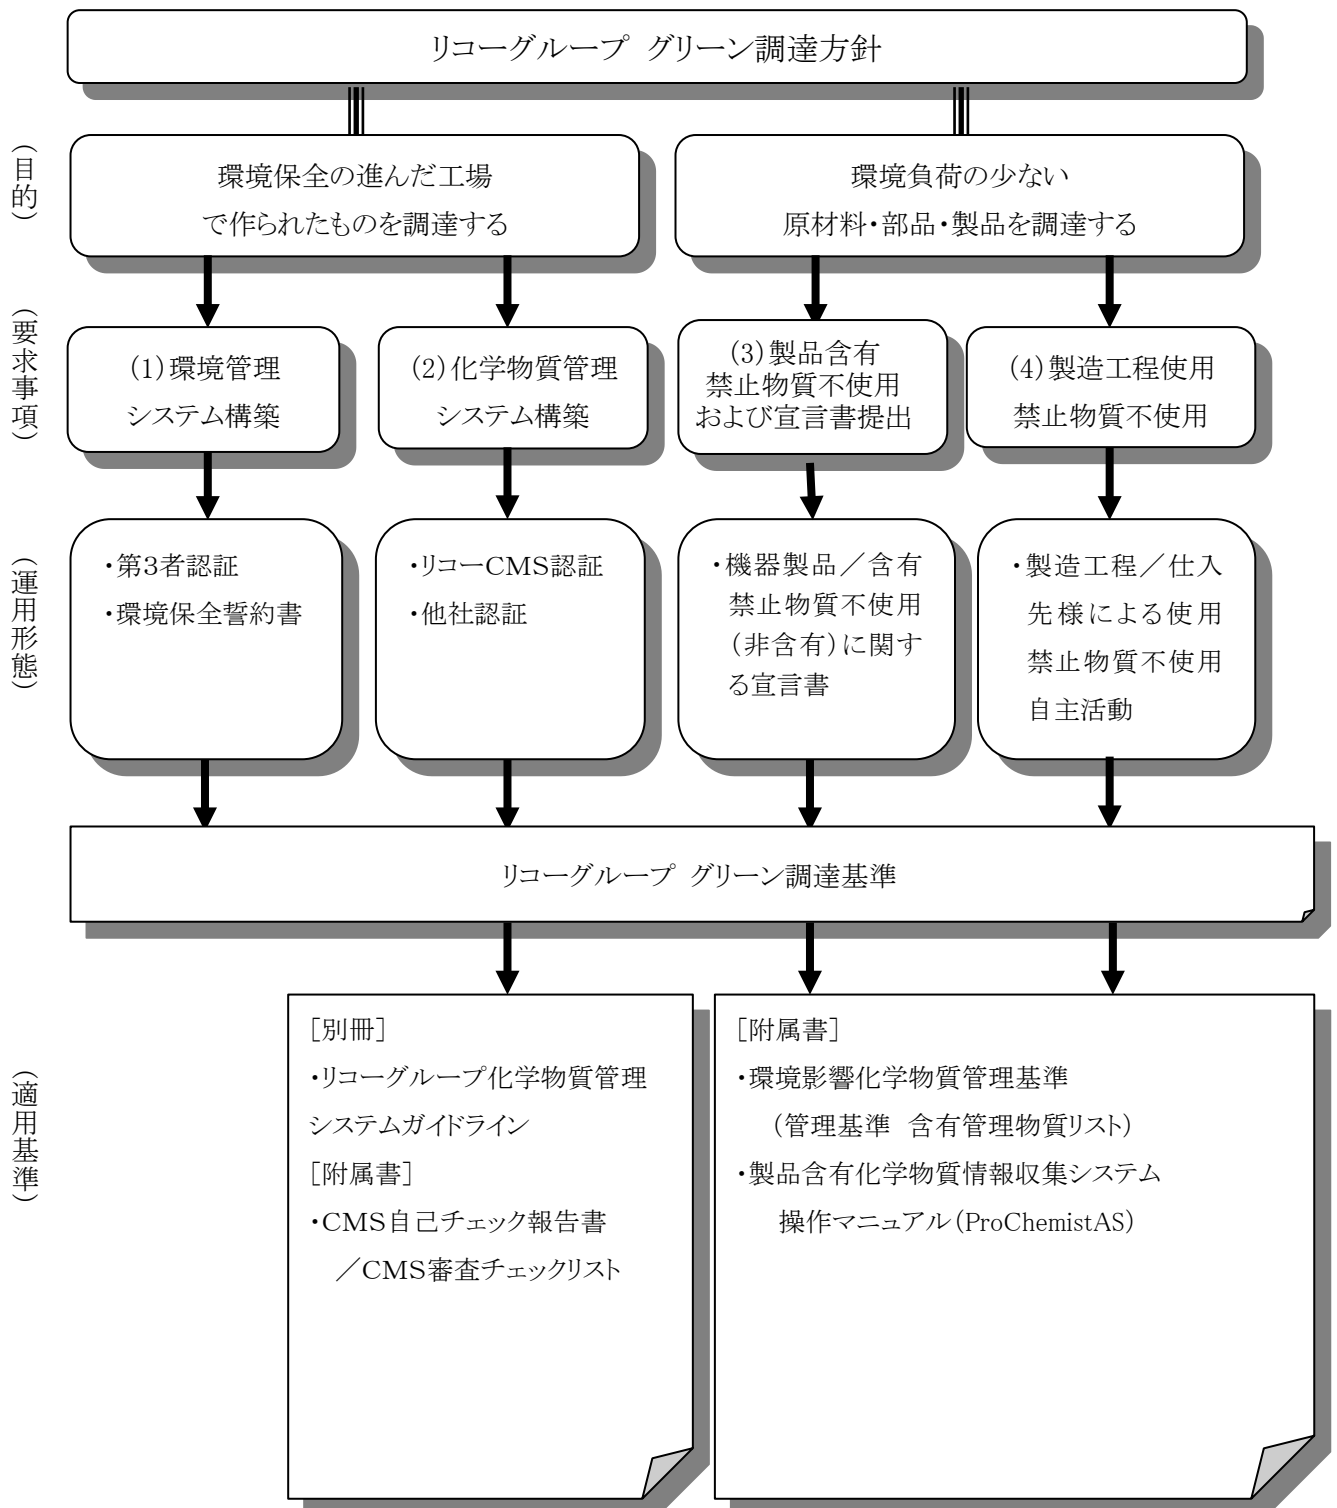 リコーグループ グリーン調達方針
(目的)
環境保全の進んだ工場
で作られたものを調達する
環境負荷の少ない
原材料・部品・製品を調達する
(要求事項)
(1)環境管理
システム構築
(2)化学物質管理
システム構築
(3)製品含有
禁止物質不使用
および宣言書提出
(4)製造工程使用
禁止物質不使用
(運用形態)
・第3者認証
・環境保全誓約書
・リコーCMS認証
・他社認証
・機器製品／含有
禁止物質不使用
(非含有)に関す
る宣言書
・製造工程／仕入
先様による使用
禁止物質不使用
自主活動
リコーグループ グリーン調達基準
(適用基準)
[別冊]
・リコーグループ化学物質管理
システムガイドライン
[附属書]
・CMS自己チェック報告書
／CMS審査チェックリスト
[附属書]
・環境影響化学物質管理基準
(管理基準 含有管理物質リスト)
・製品含有化学物質情報収集システム
操作マニュアル(ProChemistAS)